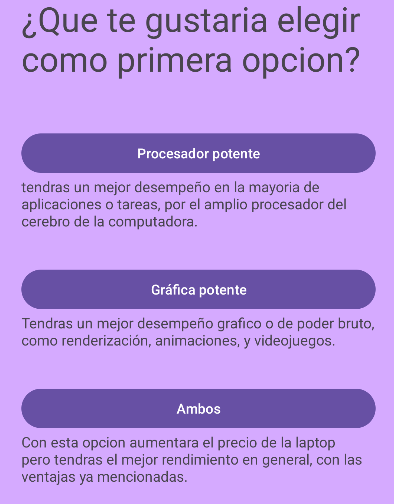 ¿Que te gustaria elegir
como primera opcion?
Procesador potente
tendras un mejor desempeño en la mayoria de
aplicaciones o tareas, por el amplio procesador del
cerebro de la computadora.
Gráfica potente
Tendras un mejor desempeño grafico o de poder bruto,
como renderización, animaciones, y videojuegos.
Ambos
Con esta opcion aumentara el precio de la laptop
pero tendras el mejor rendimiento en general, con las
ventajas ya mencionadas.